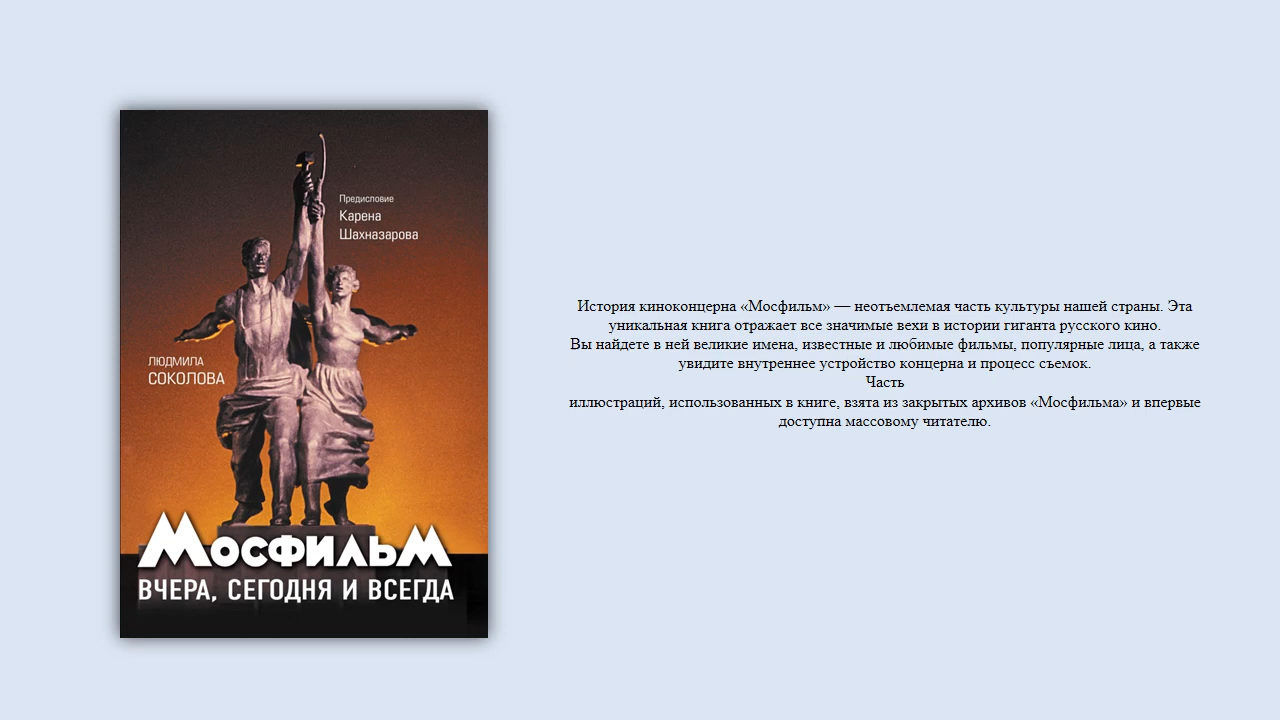 Предисловие
Карена
Шахназарова
ЛЮДМИЛА
СОКОЛОВА
МОСФИЛЬМ
ВЧЕРА, СЕГОДНЯ И ВСЕГДА
История киноконцерна «Мосфильм» — неотъемлемая часть культуры нашей страны. Эта
уникальная книга отражает все значимые вехи в истории гиганта русского кино.
Вы найдете в ней великие имена, известные и любимые фильмы, популярные лица, а также
увидите внутреннее устройство концерна и процесс съемок.
Часть
иллюстраций, использованных в книге, взята из закрытых архивов «Мосфильма» и впервые
доступна массовому читателю.